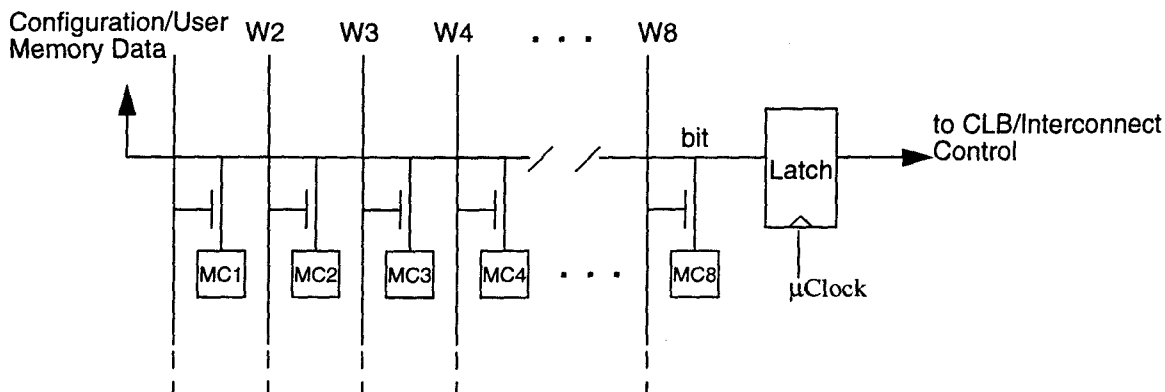 Configuration/User
Memory Data
W2
W3
W4
. . .
W8
bit
Latch
to CLB/Interconnect
Control
MC1
MC2
MC3
MC4
. . .
MC8
µClock